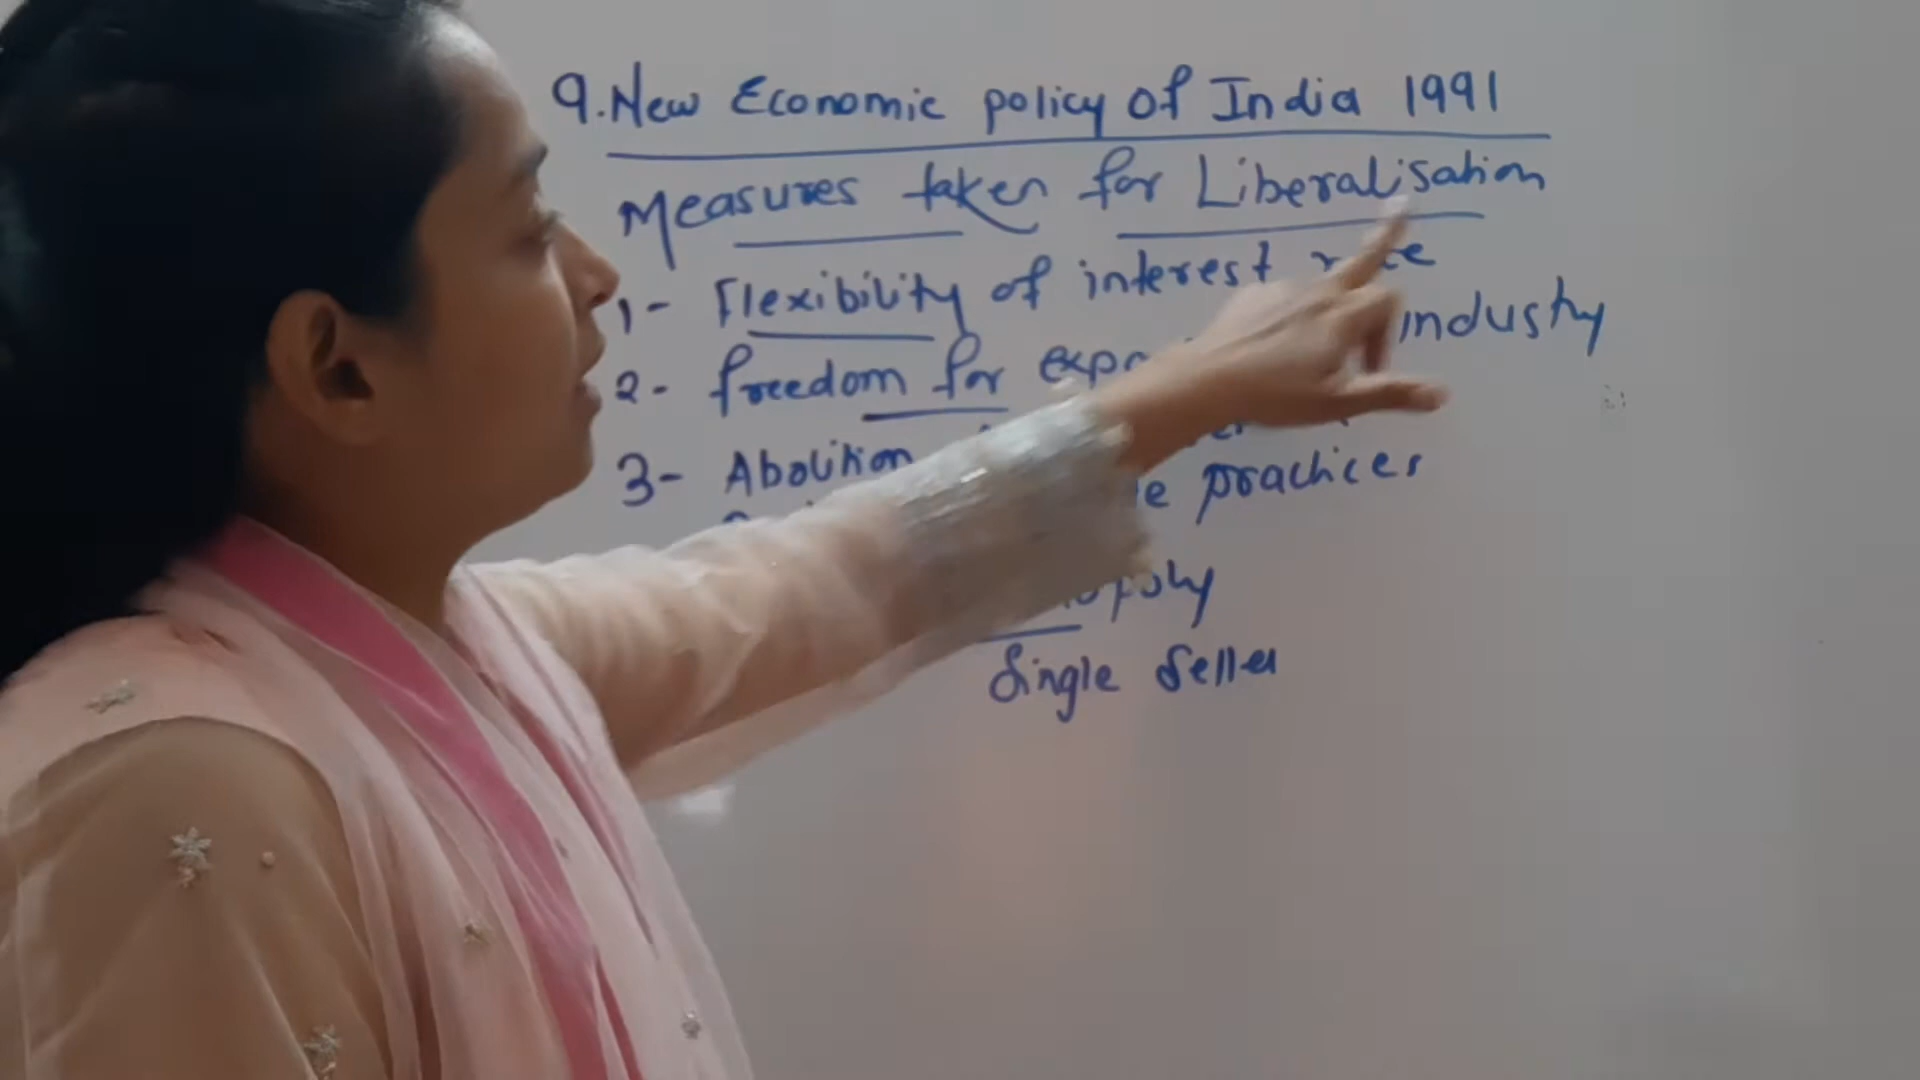 9. New Economic policy of India 1991
Measures taken for Liberalisation
1- Flexibility of interest rate
2- freedom for industry
3- Abolition
practices
Single Seller